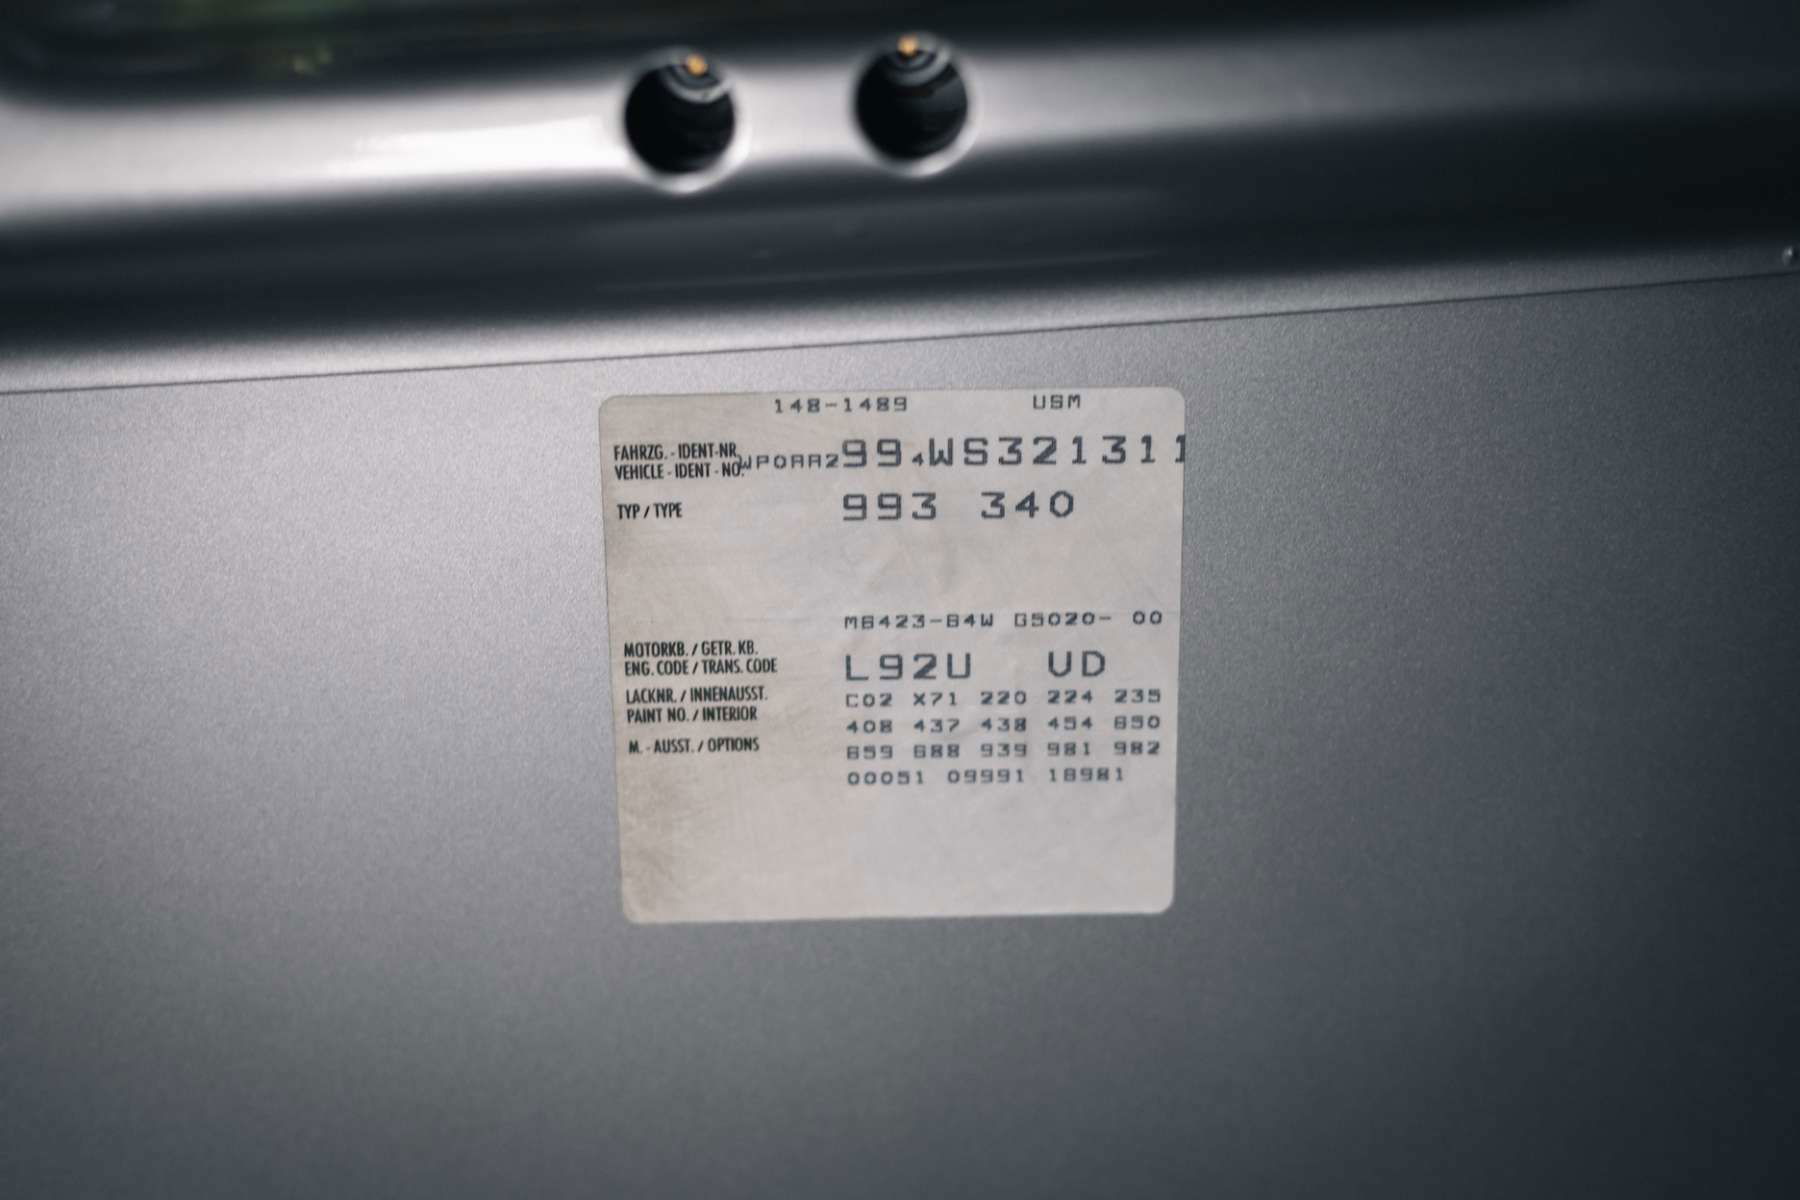 148-1489 USM
FAHRZG. - IDENT-NR.
VEHICLE - IDENT - NO. WP0AA2994WS321311
TYP / TYPE 993 340
M6423-64W G5020- 00
MOTORKB. / GETR. KB.
ENG. CODE / TRANS. CODE L92U VD
LACKNR. / INNENAUSST. C02 X71 220 224 235
PAINT NO. / INTERIOR 408 437 438 454 650
M. - AUSST. / OPTIONS 659 688 939 981 982
00051 09991 18981